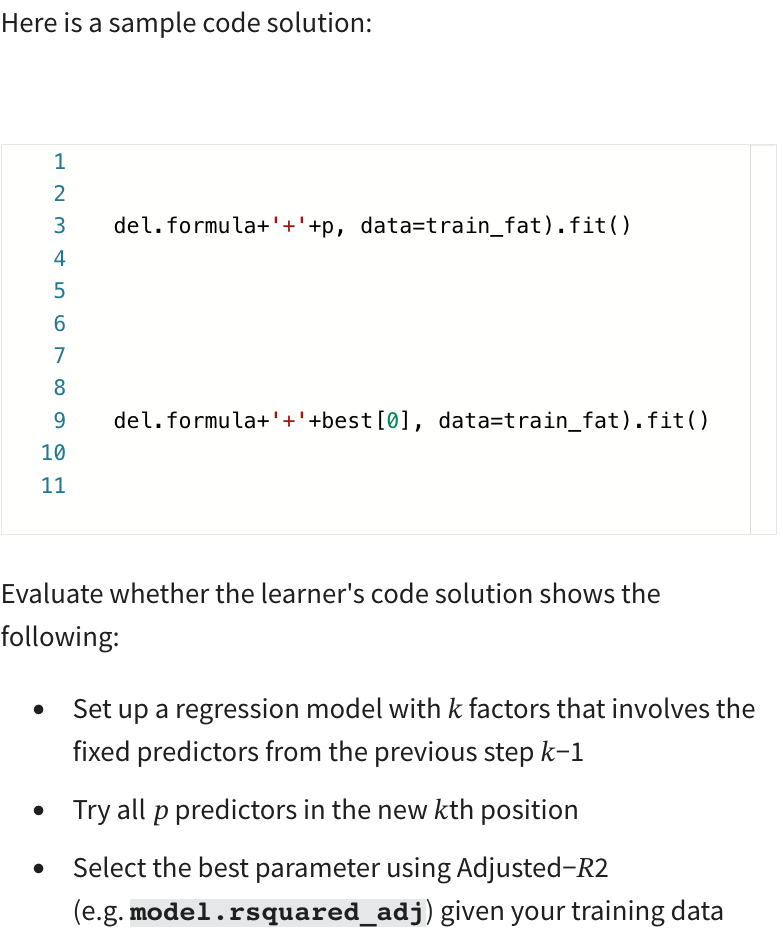 Here is a sample code solution:
1
2
3 del.formula+'+'+p, data=train_fat).fit()
4
5
6
7
8
9 del.formula+'+'+best[0], data=train_fat).fit()
10
11
Evaluate whether the learner's code solution shows the
following:
• Set up a regression model with k factors that involves the
fixed predictors from the previous step k−1
• Try all p predictors in the new kth position
• Select the best parameter using Adjusted−R2
(e.g. model.rsquared_adj) given your training data